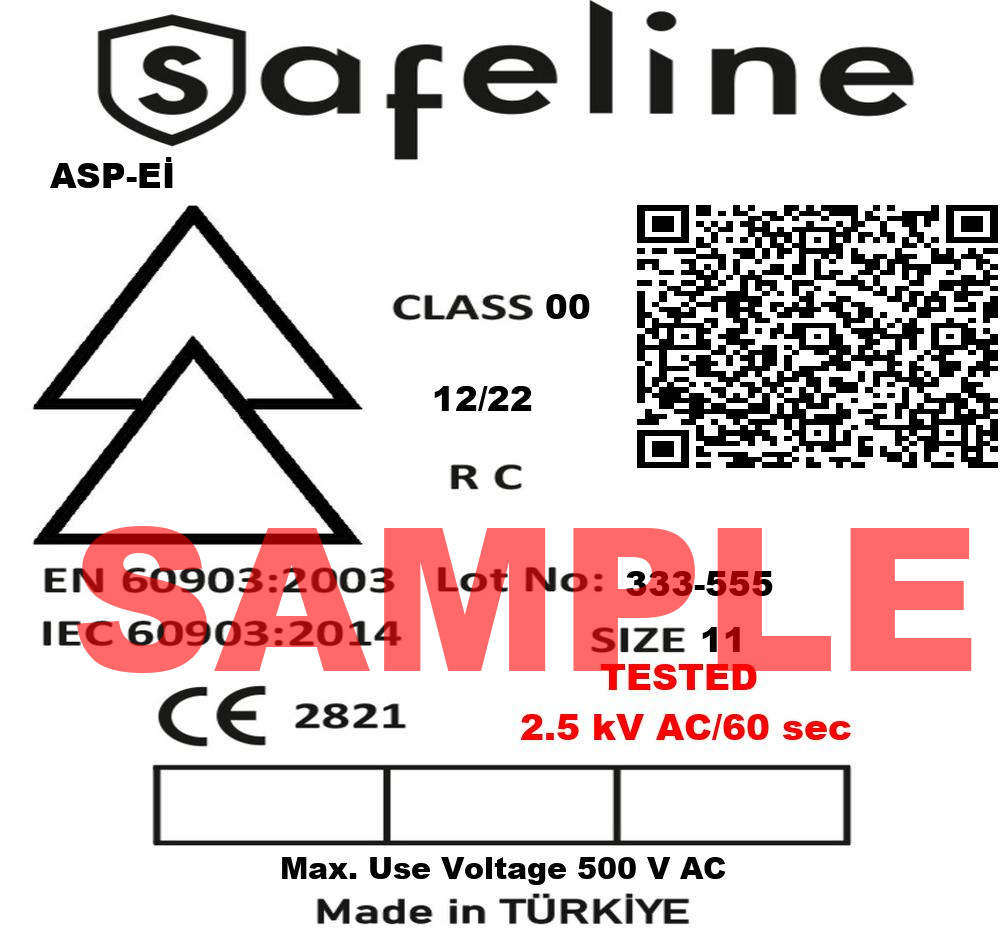 Safeline
ASP-Eİ
CLASS 00
12/22
R C
SAMPLE
EN 60903:2003 Lot No: 333-555
IEC 60903:2014 SIZE 11
TESTED
CE 2821
2.5 kV AC/60 sec
Max. Use Voltage 500 V AC
Made in TÜRKİYE